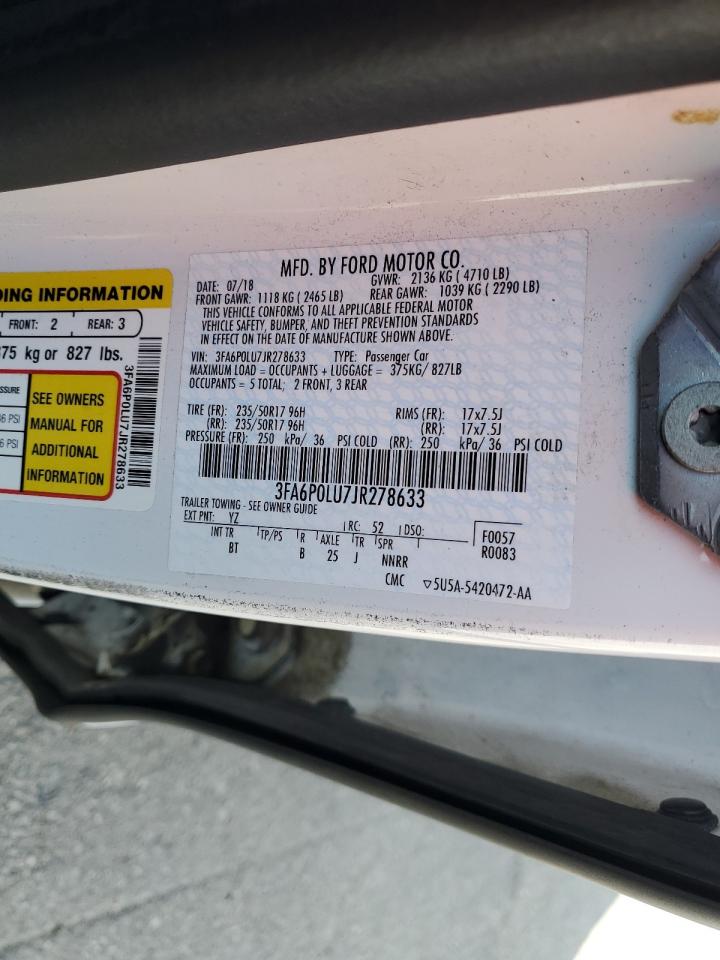 MFD. BY FORD MOTOR CO.
DATE: 07/18 GVWR: 2136 KG ( 4710 LB)
FRONT GAWR: 1118 KG ( 2465 LB) REAR GAWR: 1039 KG ( 2290 LB)
THIS VEHICLE CONFORMS TO ALL APPLICABLE FEDERAL MOTOR
VEHICLE SAFETY, BUMPER, AND THEFT PREVENTION STANDARDS
IN EFFECT ON THE DATE OF MANUFACTURE SHOWN ABOVE.
VIN: 3FA6P0LU7JR278633 TYPE: Passenger Car
MAXIMUM LOAD = OCCUPANTS + LUGGAGE = 375KG/ 827LB
OCCUPANTS = 5 TOTAL; 2 FRONT, 3 REAR
TIRE (FR): 235/50R17 96H RIMS (FR): 17x7.5J
(RR): 235/50R17 96H (RR): 17x7.5J
PRESSURE (FR): 250 kPa/ 36 PSI COLD (RR): 250 kPa/ 36 PSI COLD
3FA6P0LU7JR278633
TRAILER TOWING - SEE OWNER GUIDE
EXT PNT: YZ RC: 52 DSO: F0057
INT TR TP/PS R AXLE TR SPR R0083
BT B 25 J NNRR
CMC ▽5U5A-5420472-AA
DING INFORMATION
FRONT: 2 REAR: 3
375 kg or 827 lbs.
SSURE
36 PSI
6 PSI
SEE OWNERS
MANUAL FOR
ADDITIONAL
INFORMATION
3FA6P0LU7JR278633